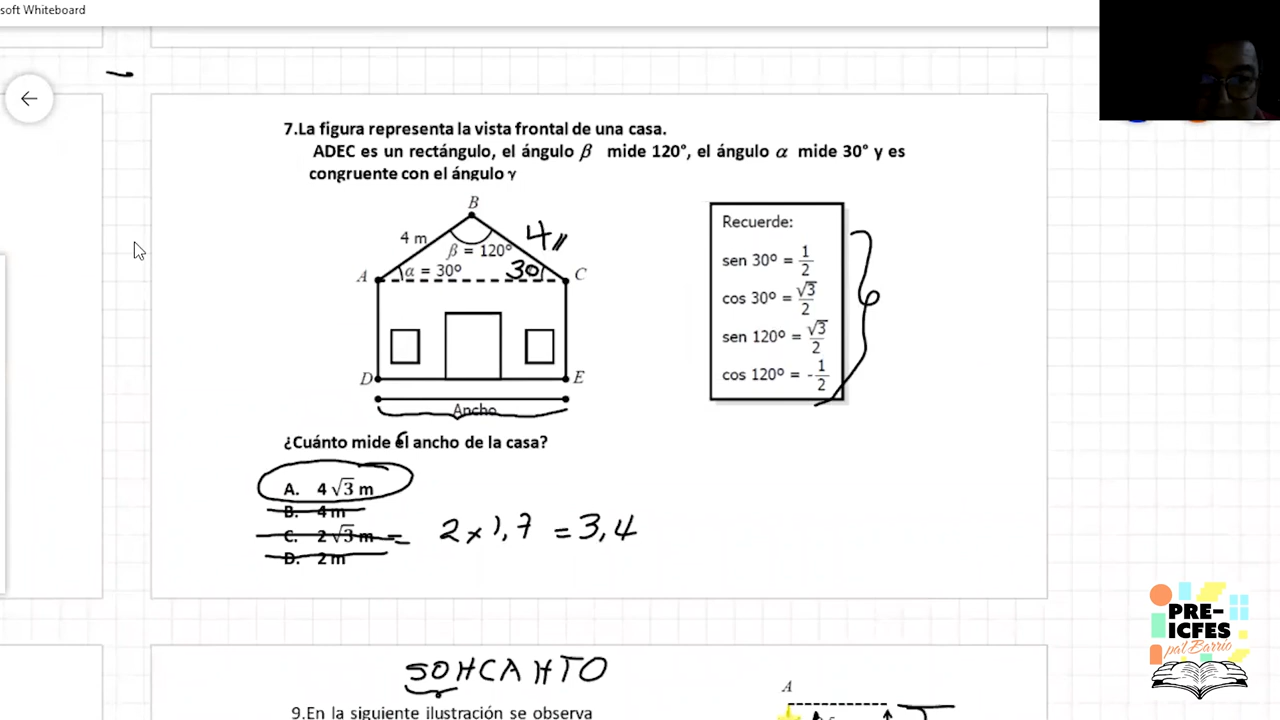 soft Whiteboard
7.La figura representa la vista frontal de una casa.
ADEC es un rectángulo, el ángulo β mide 120°, el ángulo α mide 30° y es
congruente con el ángulo γ
B
4 m
4
β = 120°
A
α = 30°
30
C
D
E
Ancho
Recuerde:
sen 30° = 1/2
cos 30° = √3/2
sen 120° = √3/2
cos 120° = -1/2
¿Cuánto mide el ancho de la casa?
A. 4 √3 m
B. 4 m
C. 2 √3 m = 2 x 1,7 = 3,4
D. 2 m
SOHCAHTO
A
9.En la siguiente ilustración se observa
PRE-
ICFES
pal Barrio